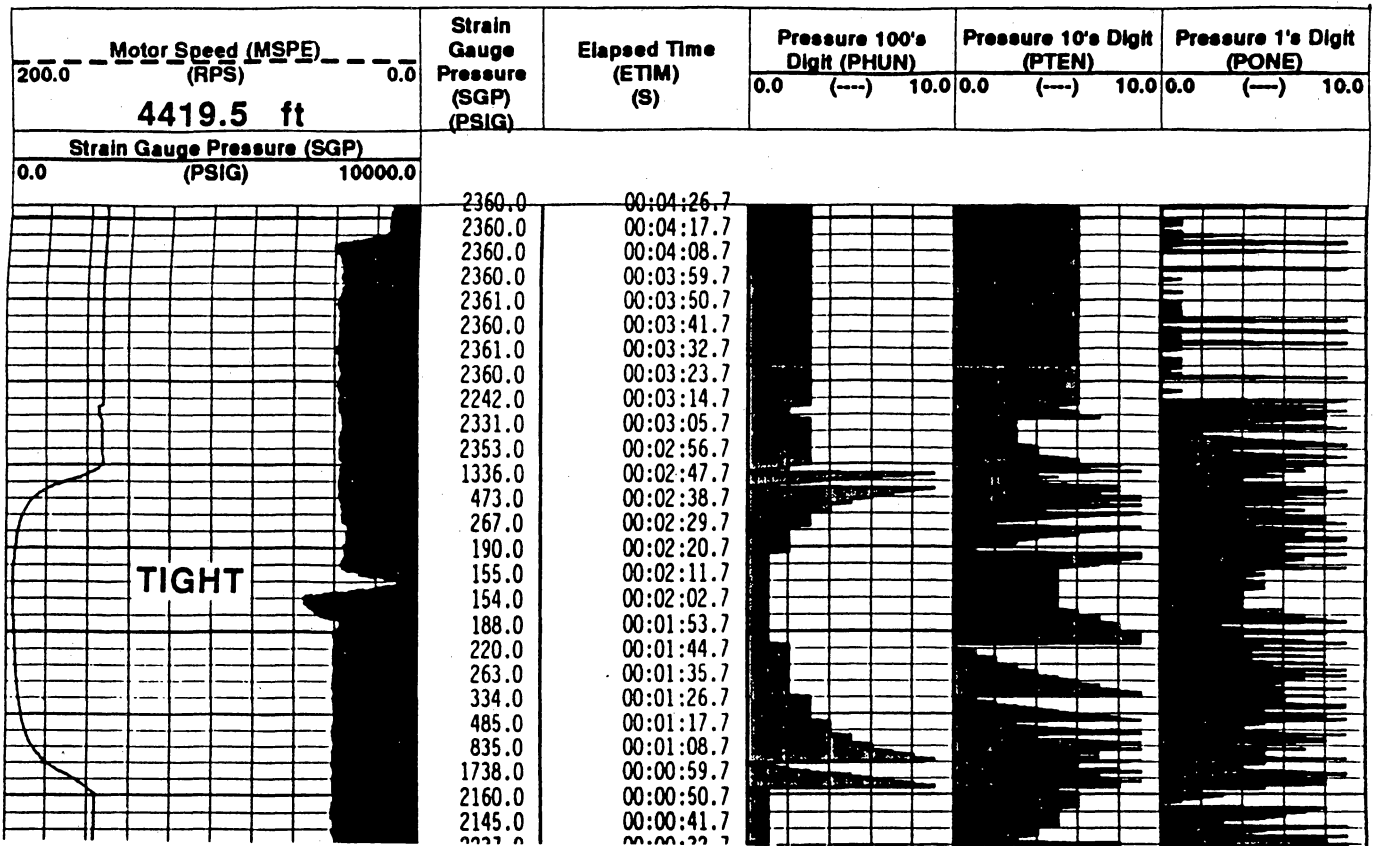 Motor Speed (MSPE)
200.0 (RPS) 0.0
4419.5 ft
Strain Gauge Pressure (SGP)
0.0 (PSIG) 10000.0
Strain
Gauge
Pressure
(SGP)
(PSIG)
Elapsed Time
(ETIM)
(S)
Pressure 100's
Digit (PHUN)
0.0 (----) 10.0
Pressure 10's Digit
(PTEN)
0.0 (----) 10.0
Pressure 1's Digit
(PONE)
0.0 (----) 10.0
2360.0 00:04:26.7
2360.0 00:04:17.7
2360.0 00:04:08.7
2360.0 00:03:59.7
2361.0 00:03:50.7
2360.0 00:03:41.7
2361.0 00:03:32.7
2360.0 00:03:23.7
2242.0 00:03:14.7
2331.0 00:03:05.7
2353.0 00:02:56.7
1336.0 00:02:47.7
473.0 00:02:38.7
267.0 00:02:29.7
190.0 00:02:20.7
TIGHT
155.0 00:02:11.7
154.0 00:02:02.7
188.0 00:01:53.7
220.0 00:01:44.7
263.0 00:01:35.7
334.0 00:01:26.7
485.0 00:01:17.7
835.0 00:01:08.7
1738.0 00:00:59.7
2160.0 00:00:50.7
2145.0 00:00:41.7